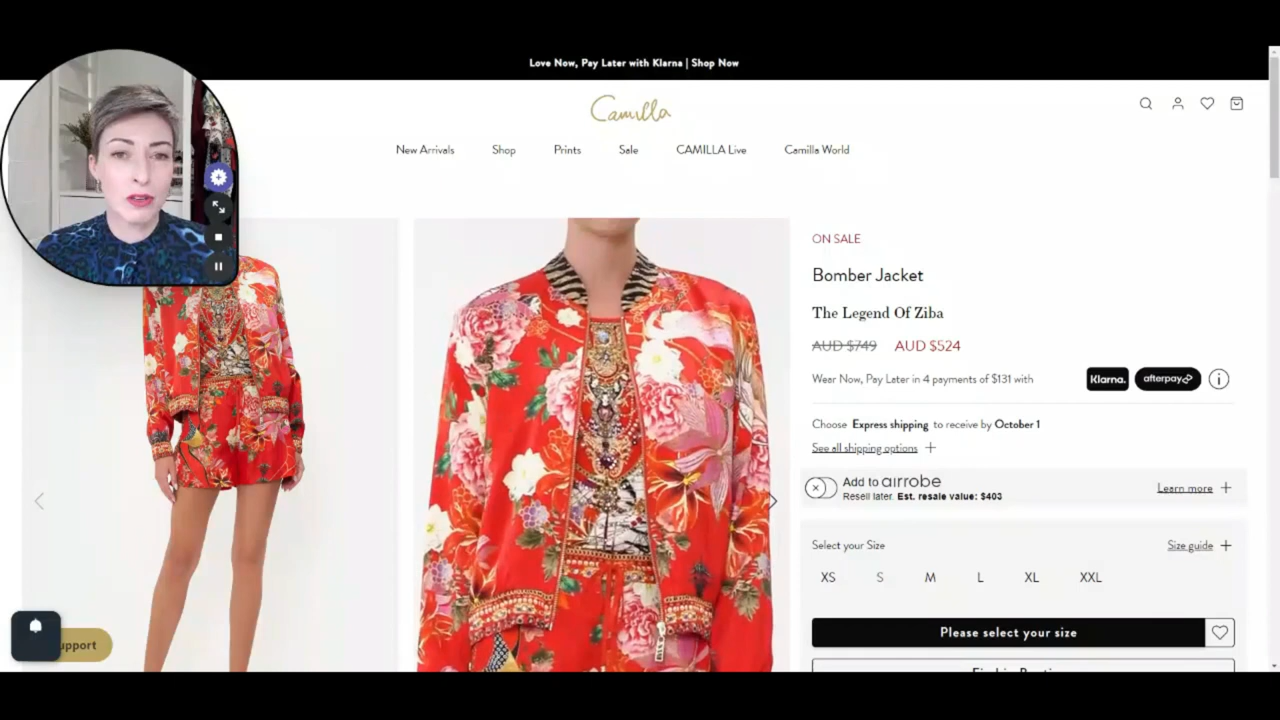 Love Now, Pay Later with Klarna | Shop Now
Camilla
New Arrivals Shop Prints Sale CAMILLA Live Camilla World
ON SALE
Bomber Jacket
The Legend Of Ziba
AUD $749 AUD $524
Wear Now, Pay Later in 4 payments of $131 with Klarna. afterpay i
Choose Express shipping to receive by October 1
See all shipping options +
Add to airrobe
Resell later. Est. resale value: $403
Learn more +
Select your Size Size guide +
XS S M L XL XXL
Please select your size
upport